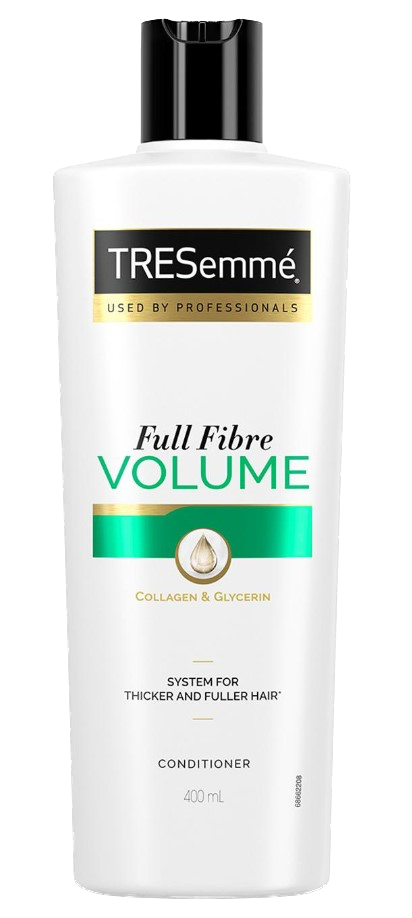 TRESemmé®
USED BY PROFESSIONALS
Full Fibre
VOLUME
COLLAGEN & GLYCERIN
SYSTEM FOR
THICKER AND FULLER HAIR*
CONDITIONER
400 mL
68662208